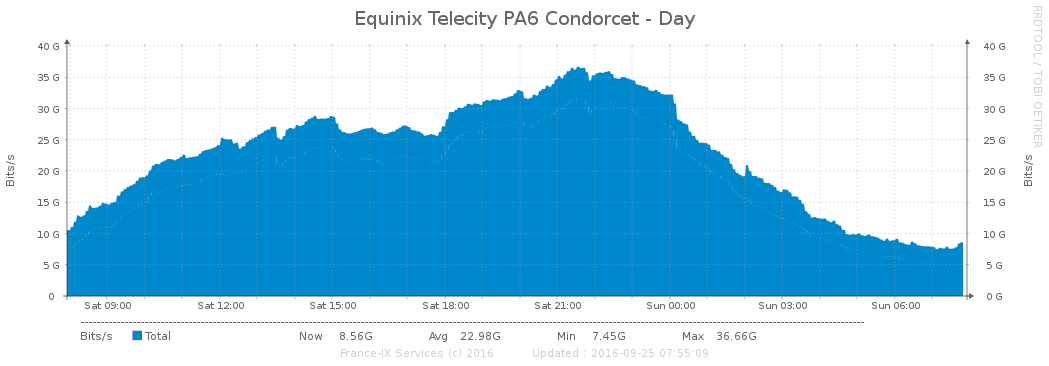 Equinix Telecity PA6 Condorcet - Day
RRDTOOL / TOBI OETIKER
Bits/s
40 G 40 G
35 G 35 G
30 G 30 G
25 G 25 G
20 G 20 G
15 G 15 G
10 G 10 G
5 G 5 G
0 0 G
Bits/s
Sat 09:00 Sat 12:00 Sat 15:00 Sat 18:00 Sat 21:00 Sun 00:00 Sun 03:00 Sun 06:00
Bits/s Total Now 8.56G Avg 22.98G Min 7.45G Max 36.66G
France-IX Services (c) 2016 Updated : 2016-09-25 07:55:09